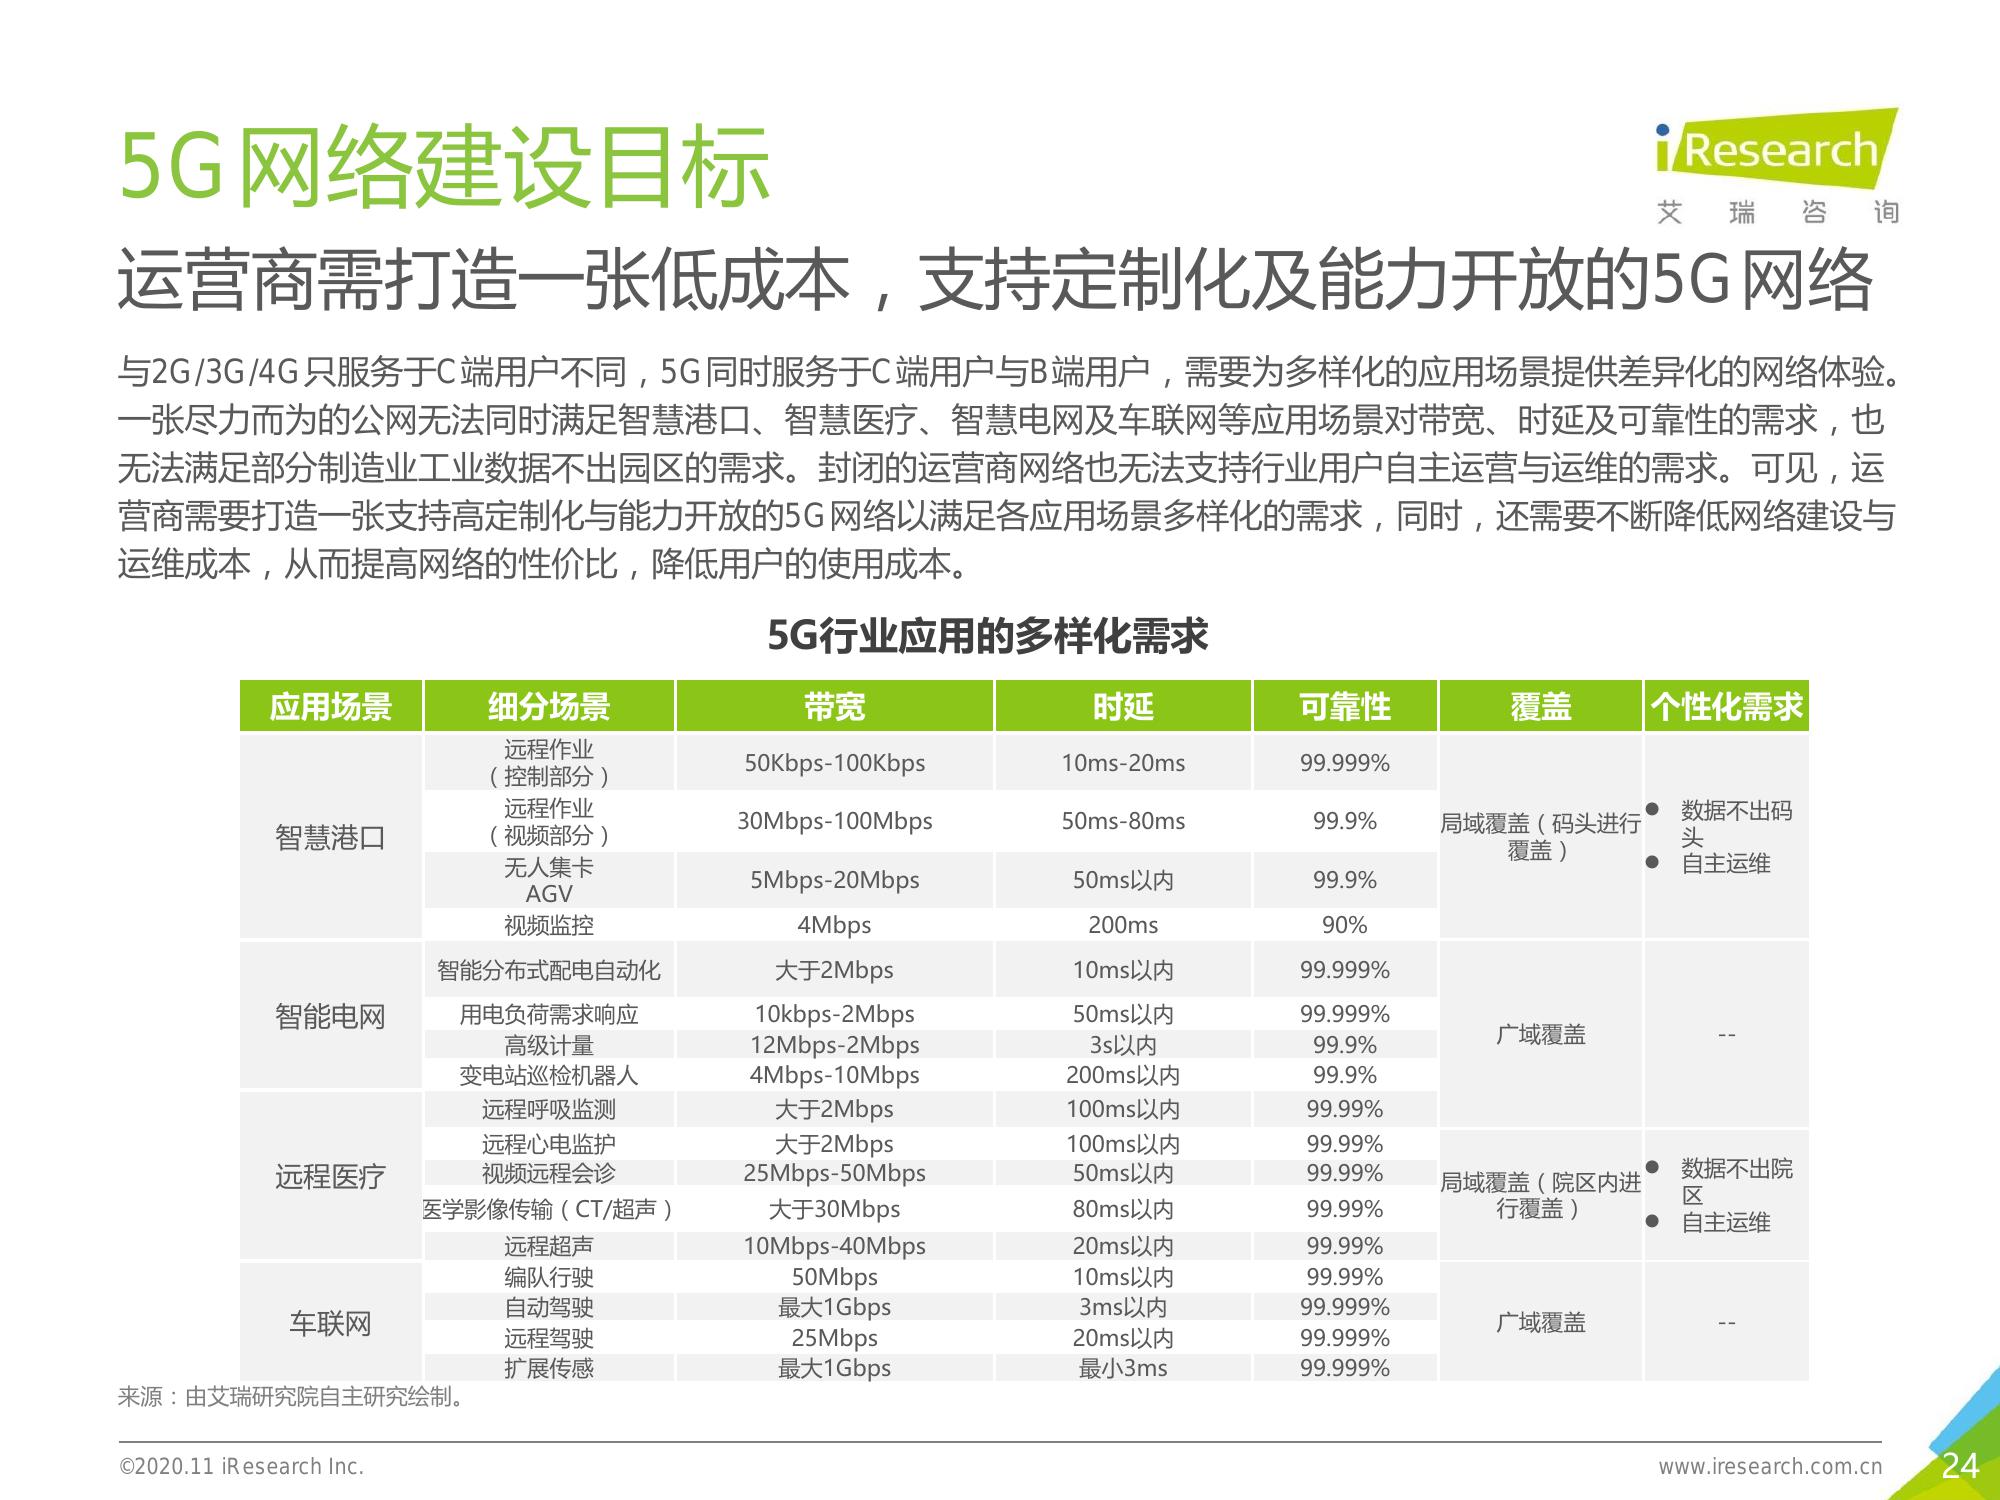 5G网络建设目标
iResearch
艾瑞咨询
运营商需打造一张低成本，支持定制化及能力开放的5G网络
与2G/3G/4G只服务于C端用户不同，5G同时服务于C端用户与B端用户，需要为多样化的应用场景提供差异化的网络体验。
一张尽力而为的公网无法同时满足智慧港口、智慧医疗、智慧电网及车联网等应用场景对带宽、时延及可靠性的需求，也
无法满足部分制造业工业数据不出园区的需求。封闭的运营商网络也无法支持行业用户自主运营与运维的需求。可见，运
营商需要打造一张支持高定制化与能力开放的5G网络以满足各应用场景多样化的需求，同时，还需要不断降低网络建设与
运维成本，从而提高网络的性价比，降低用户的使用成本。
5G行业应用的多样化需求
应用场景 细分场景 带宽 时延 可靠性 覆盖 个性化需求
智慧港口
远程作业
（控制部分） 50Kbps-100Kbps 10ms-20ms 99.999%
远程作业
（视频部分） 30Mbps-100Mbps 50ms-80ms 99.9%
无人集卡
AGV 5Mbps-20Mbps 50ms以内 99.9%
视频监控 4Mbps 200ms 90%
局域覆盖（码头进行
覆盖）
● 数据不出码
头
● 自主运维
智能电网
智能分布式配电自动化 大于2Mbps 10ms以内 99.999%
用电负荷需求响应 10kbps-2Mbps 50ms以内 99.999%
高级计量 12Mbps-2Mbps 3s以内 99.9%
变电站巡检机器人 4Mbps-10Mbps 200ms以内 99.9%
广域覆盖 --
远程医疗
远程呼吸监测 大于2Mbps 100ms以内 99.99%
远程心电监护 大于2Mbps 100ms以内 99.99%
视频远程会诊 25Mbps-50Mbps 50ms以内 99.99%
医学影像传输（CT/超声） 大于30Mbps 80ms以内 99.99%
远程超声 10Mbps-40Mbps 20ms以内 99.99%
局域覆盖（院区内进
行覆盖）
● 数据不出院
区
● 自主运维
车联网
编队行驶 50Mbps 10ms以内 99.99%
自动驾驶 最大1Gbps 3ms以内 99.999%
远程驾驶 25Mbps 20ms以内 99.999%
扩展传感 最大1Gbps 最小3ms 99.999%
广域覆盖 --
来源：由艾瑞研究院自主研究绘制。
©2020.11 iResearch Inc.
www.iresearch.com.cn
24